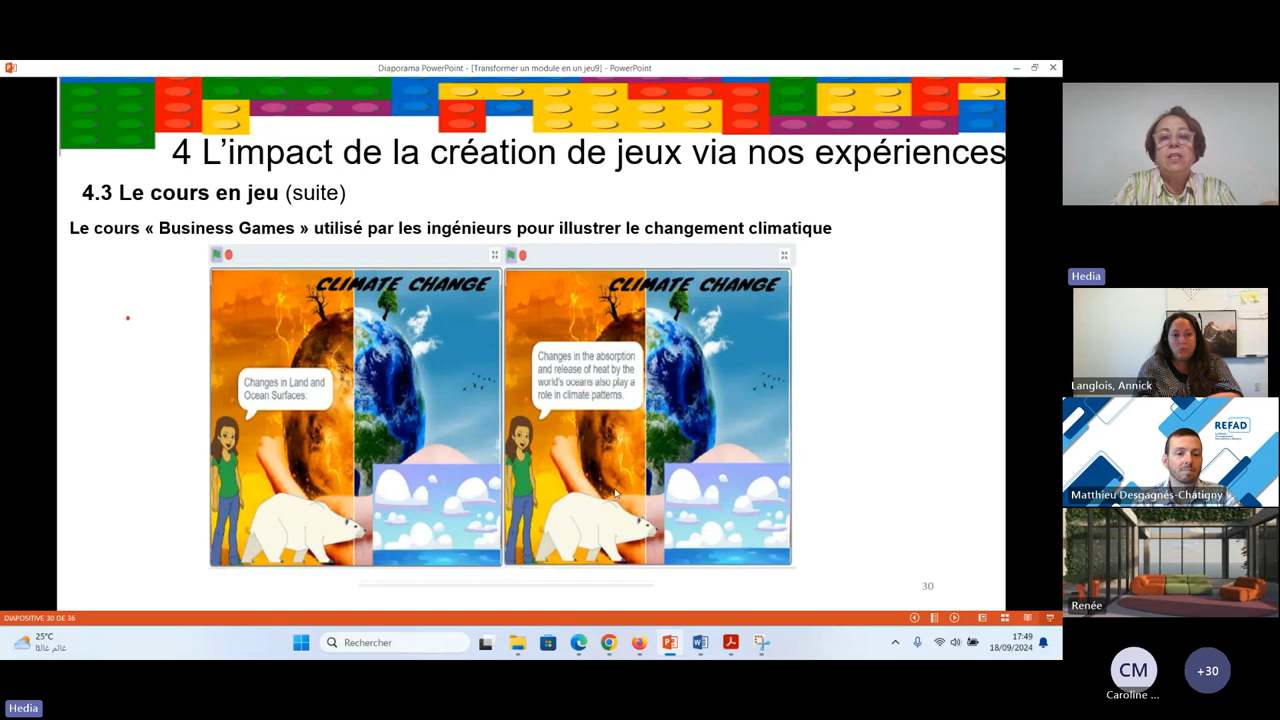 Diaporama PowerPoint - [Transformer un module en un jeu9] - PowerPoint
4 L'impact de la création de jeux via nos expériences
4.3 Le cours en jeu (suite)
Le cours « Business Games » utilisé par les ingénieurs pour illustrer le changement climatique
CLIMATE CHANGE
Changes in Land and
Ocean Surfaces.
CLIMATE CHANGE
Changes in the absorption
and release of heat by the
world's oceans also play a
role in climate patterns.
30
DIAPOSITIVE 30 DE 36
25°C
غائم غالبًا
Rechercher
17:49
18/09/2024
Hedia
Hedia
Langlois, Annick
REFAD
Matthieu Desgagnés-Chatigny
Renée
CM
Caroline ...
+30